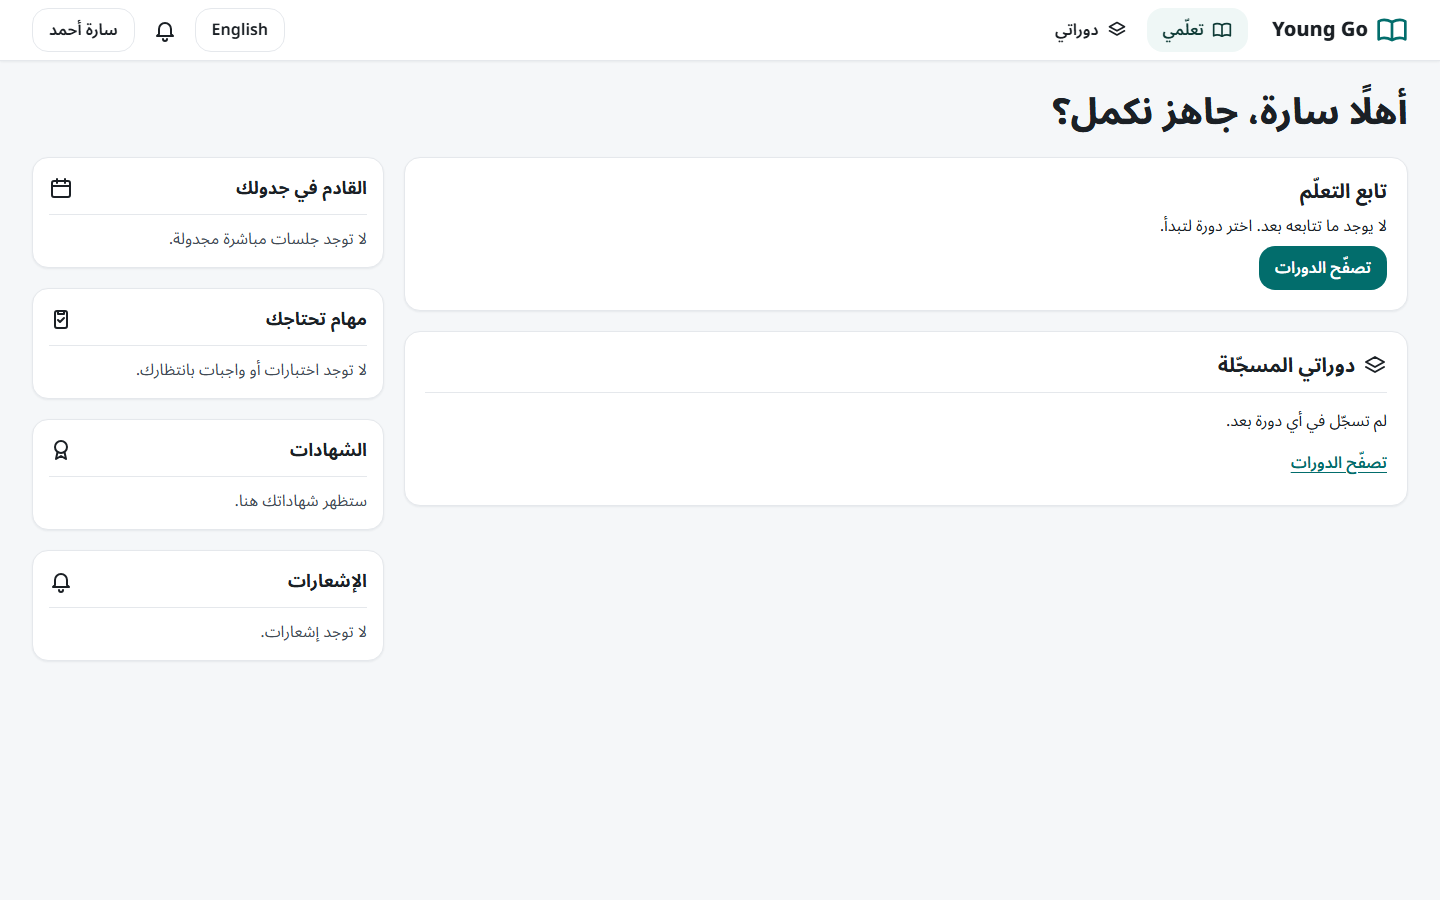 Young Go
تعلّمي
دوراتي
English
سارة أحمد
أهلًا سارة، جاهز نكمل؟
تابع التعلّم
لا يوجد ما تتابعه بعد. اختر دورة لتبدأ.
تصفّح الدورات
دوراتي المسجّلة
لم تسجّل في أي دورة بعد.
تصفّح الدورات
القادم في جدولك
لا توجد جلسات مباشرة مجدولة.
مهام تحتاجك
لا توجد اختبارات أو واجبات بانتظارك.
الشهادات
ستظهر شهاداتك هنا.
الإشعارات
لا توجد إشعارات.